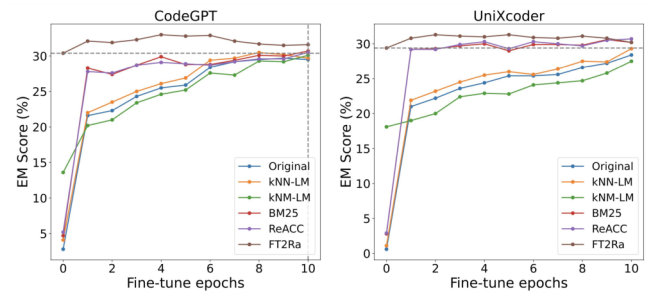 CodeGPT
EM Score (%)
30
25
20
15
10
5
0 2 4 6 8 10
Fine-tune epochs
Original
kNN-LM
kNM-LM
BM25
ReACC
FT2Ra
UniXcoder
EM Score (%)
30
25
20
15
10
5
0
0 2 4 6 8 10
Fine-tune epochs
Original
kNN-LM
kNM-LM
BM25
ReACC
FT2Ra